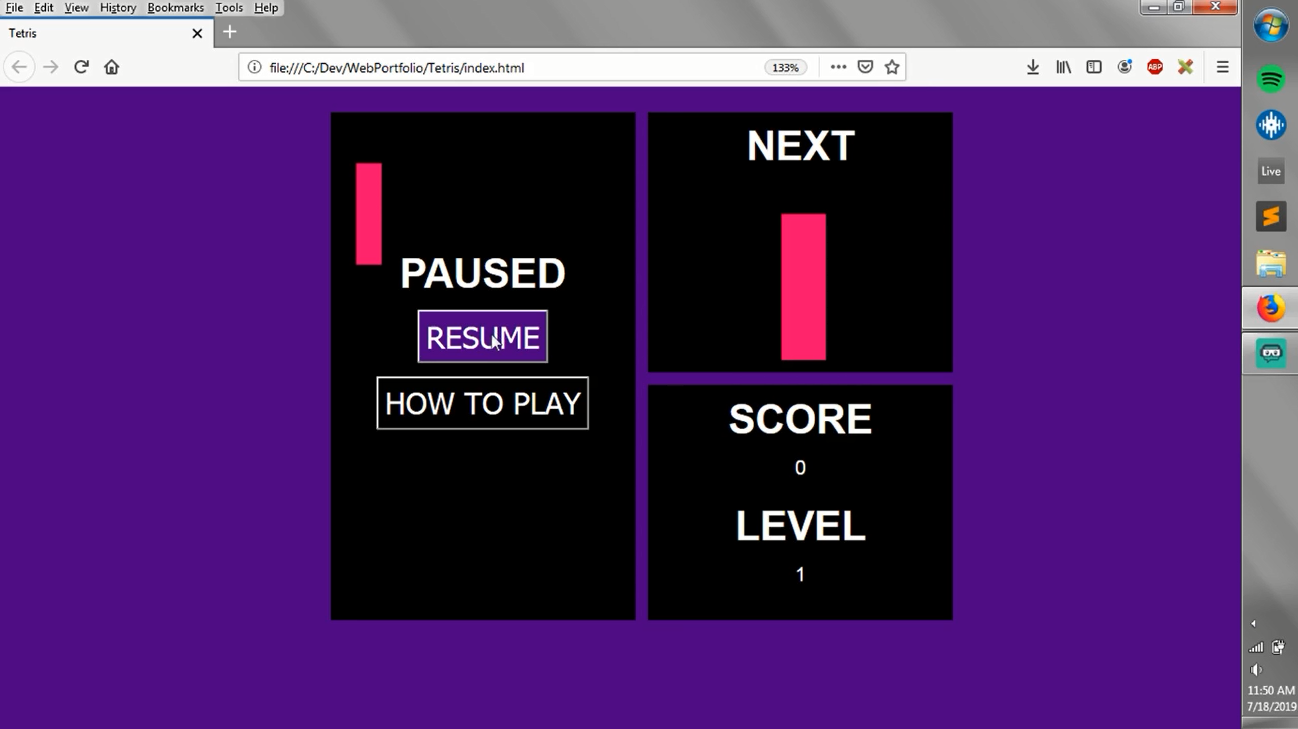 File Edit View History Bookmarks Tools Help
Tetris
file:///C:/Dev/WebPortfolio/Tetris/index.html 133%
ABP
Live
NEXT
PAUSED
RESUME
HOW TO PLAY
SCORE
0
LEVEL
1
11:50 AM
7/18/2019